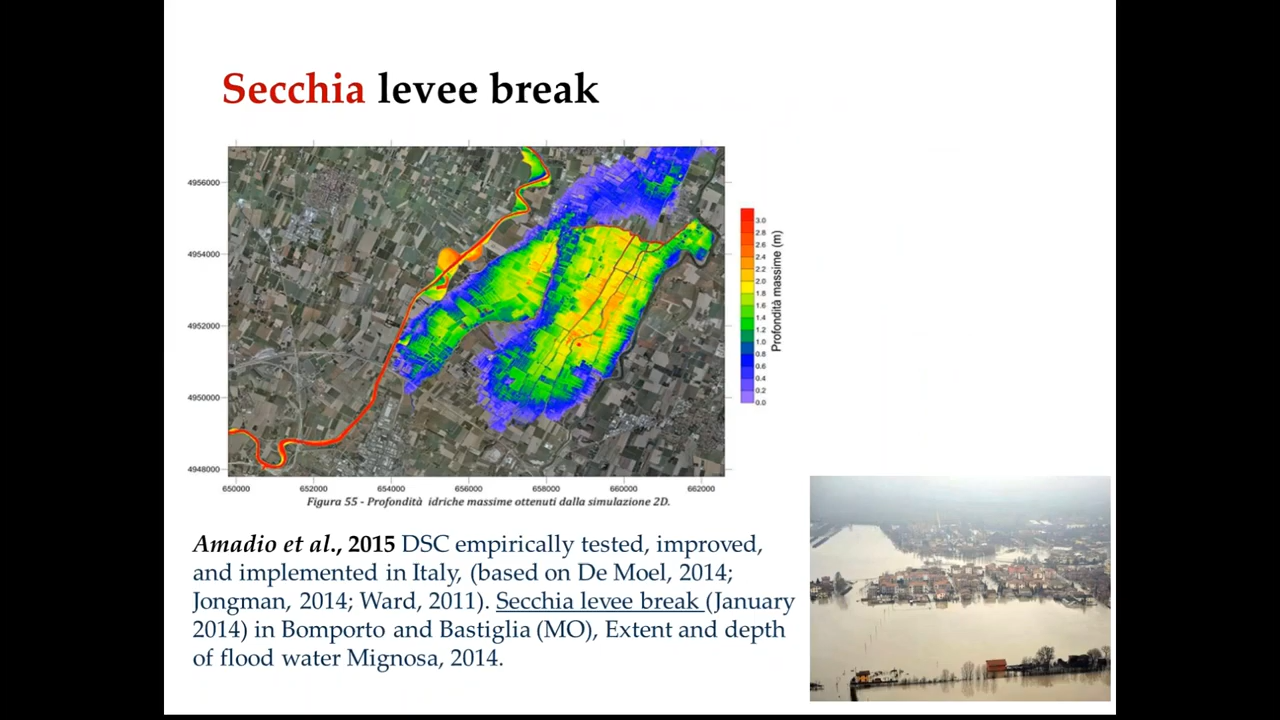 Secchia levee break
4956000
4954000
4952000
4950000
4948000
650000 652000 654000 656000 658000 660000 662000
3.0
2.8
2.6
2.4
2.2
2.0
1.8
1.6
1.4
1.2
1.0
0.8
0.6
0.4
0.2
0.0
Profondità massime (m)
Figura 55 - Profondità idriche massime ottenuti dalla simulazione 2D.
Amadio et al., 2015 DSC empirically tested, improved,
and implemented in Italy, (based on De Moel, 2014;
Jongman, 2014; Ward, 2011). Secchia levee break (January
2014) in Bomporto and Bastiglia (MO), Extent and depth
of flood water Mignosa, 2014.